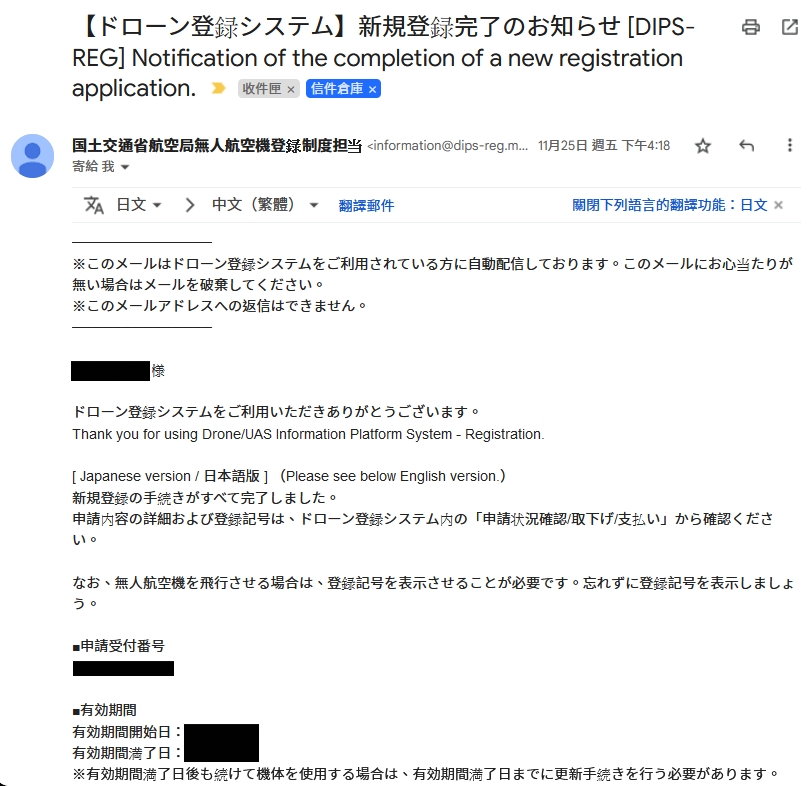 【ドローン登録システム】新規登録完了のお知らせ [DIPS-
REG] Notification of the completion of a new registration
application. 收件匣 × 信件倉庫 ×
国土交通省航空局無人航空機登録制度担当 <information@dips-reg.m... 11月25日 週五 下午4:18
寄給 我
日文 中文（繁體） 翻譯郵件 關閉下列語言的翻譯功能：日文 ×
※このメールはドローン登録システムをご利用されている方に自動配信しております。このメールにお心当たりが
無い場合はメールを破棄してください。
※このメールアドレスへの返信はできません。
様
ドローン登録システムをご利用いただきありがとうございます。
Thank you for using Drone/UAS Information Platform System - Registration.
[ Japanese version / 日本語版 ] （Please see below English version.）
新規登録の手続きがすべて完了しました。
申請内容の詳細および登録記号は、ドローン登録システム内の「申請状況確認/取下げ/支払い」から確認くださ
い。
なお、無人航空機を飛行させる場合は、登録記号を表示させることが必要です。忘れずに登録記号を表示しましょ
う。
■申請受付番号
■有効期間
有効期間開始日：
有効期間満了日：
※有効期間満了日後も続けて機体を使用する場合は、有効期間満了日までに更新手続きを行う必要があります。